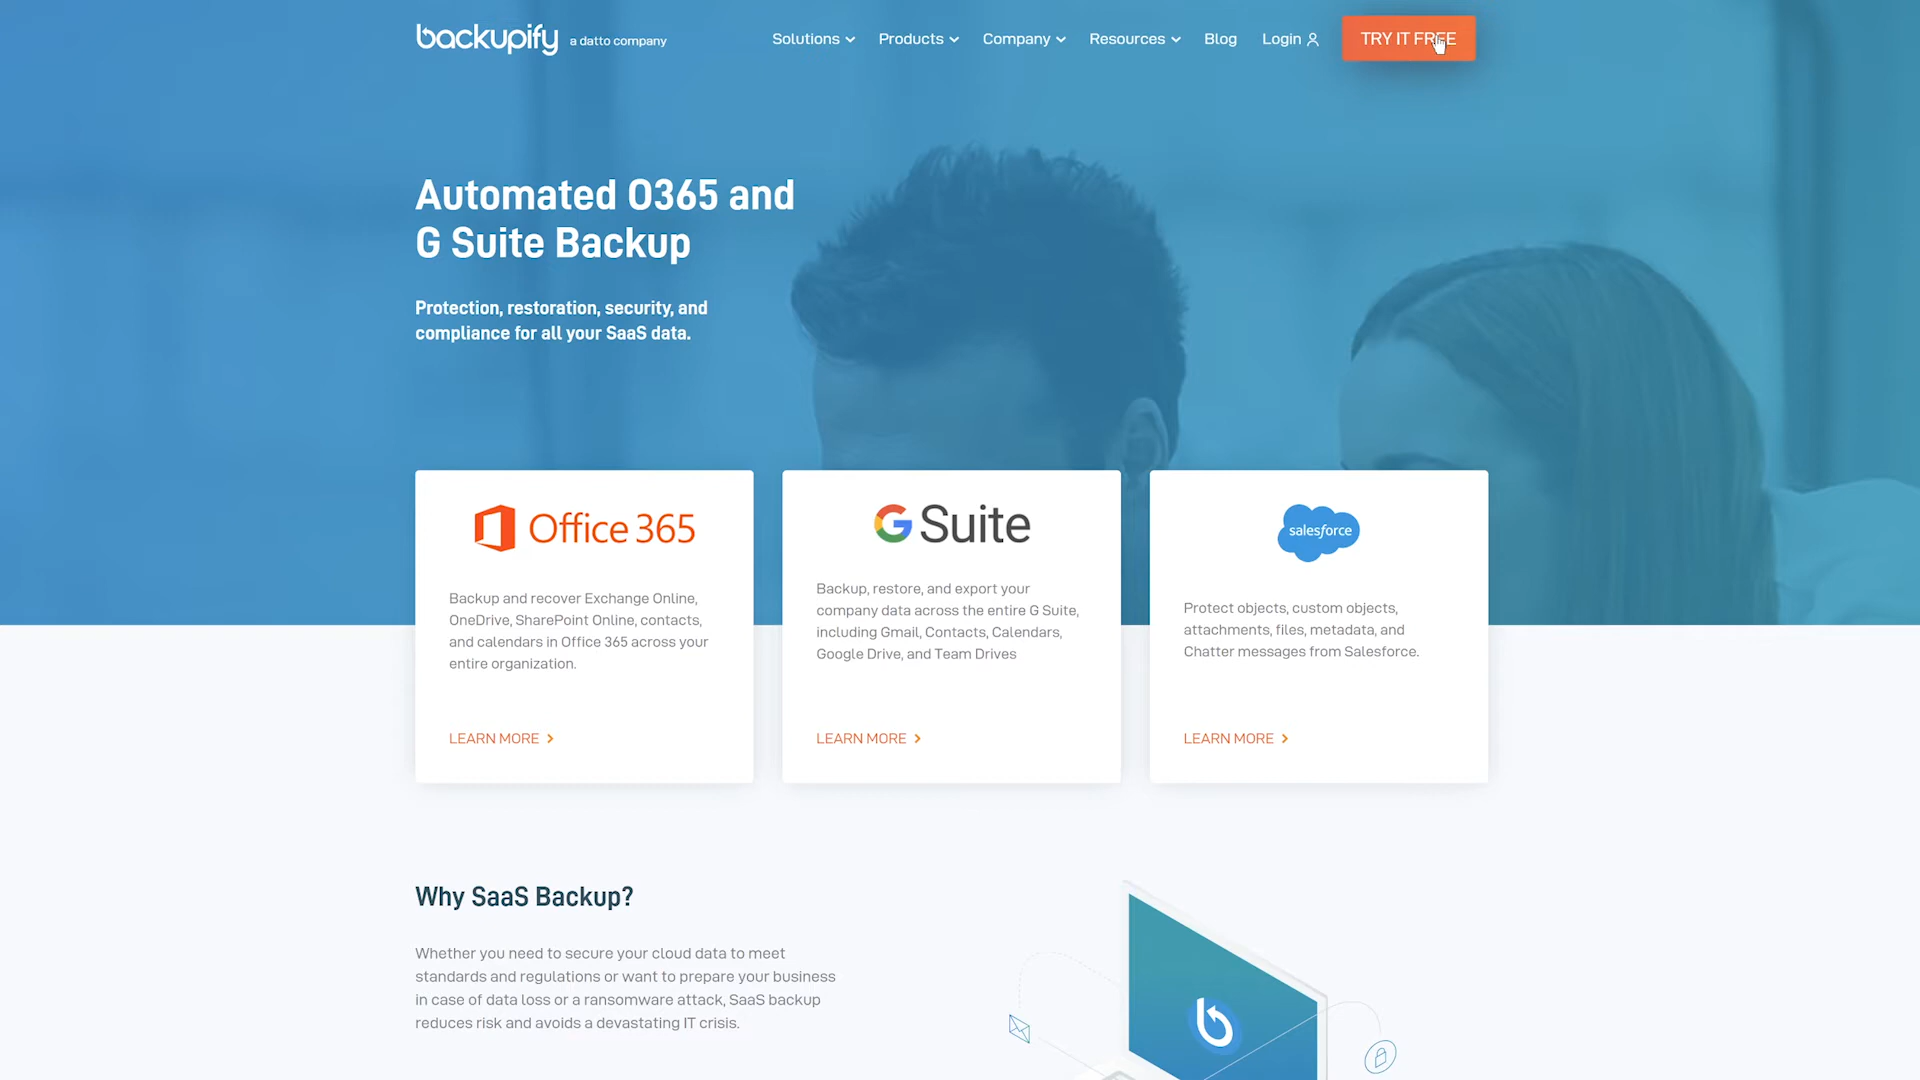 backupify a datto company Solutions Products Company Resources Blog Login TRY IT FREE
Automated O365 and
G Suite Backup
Protection, restoration, security, and
compliance for all your SaaS data.
Office 365
Backup and recover Exchange Online,
OneDrive, SharePoint Online, contacts,
and calendars in Office 365 across your
entire organization.
LEARN MORE
G Suite
Backup, restore, and export your
company data across the entire G Suite,
including Gmail, Contacts, Calendars,
Google Drive, and Team Drives
LEARN MORE
salesforce
Protect objects, custom objects,
attachments, files, metadata, and
Chatter messages from Salesforce.
LEARN MORE
Why SaaS Backup?
Whether you need to secure your cloud data to meet
standards and regulations or want to prepare your business
in case of data loss or a ransomware attack, SaaS backup
reduces risk and avoids a devastating IT crisis.